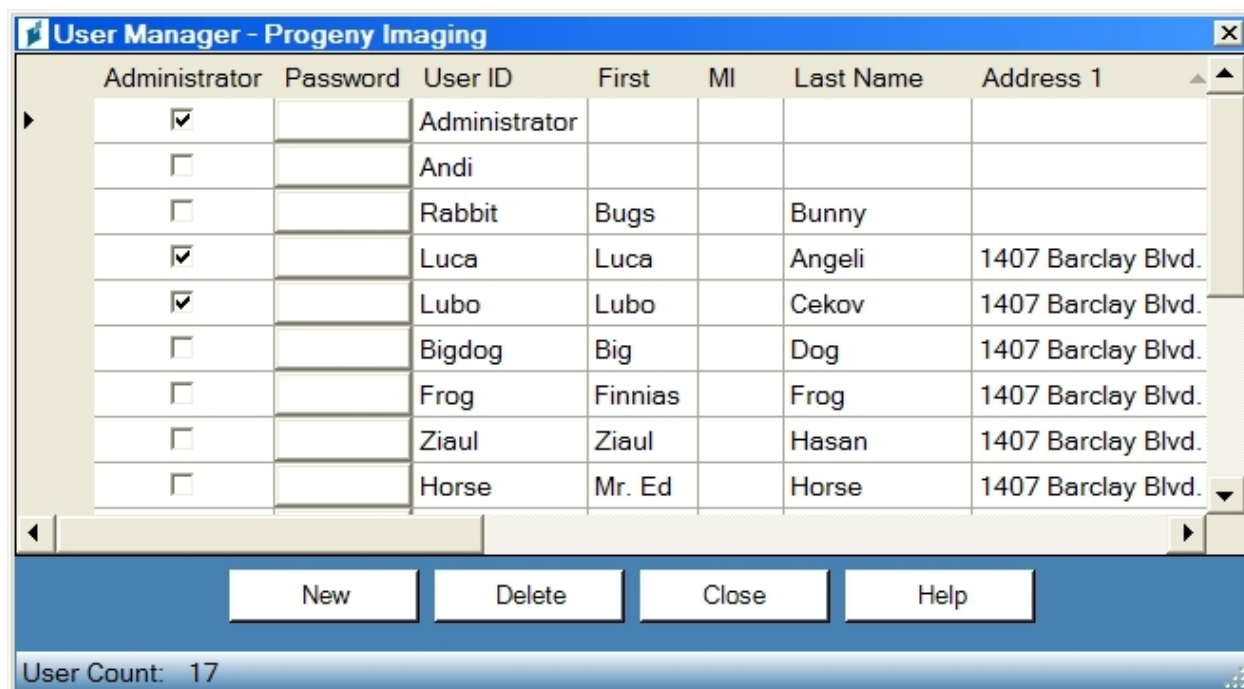 User Manager - Progeny Imaging
Administrator Password User ID First MI Last Name Address 1
Administrator
Andi
Rabbit Bugs Bunny
Luca Luca Angeli 1407 Barclay Blvd.
Lubo Lubo Cekov 1407 Barclay Blvd.
Bigdog Big Dog 1407 Barclay Blvd.
Frog Finnias Frog 1407 Barclay Blvd.
Ziaul Ziaul Hasan 1407 Barclay Blvd.
Horse Mr. Ed Horse 1407 Barclay Blvd.
New Delete Close Help
User Count: 17